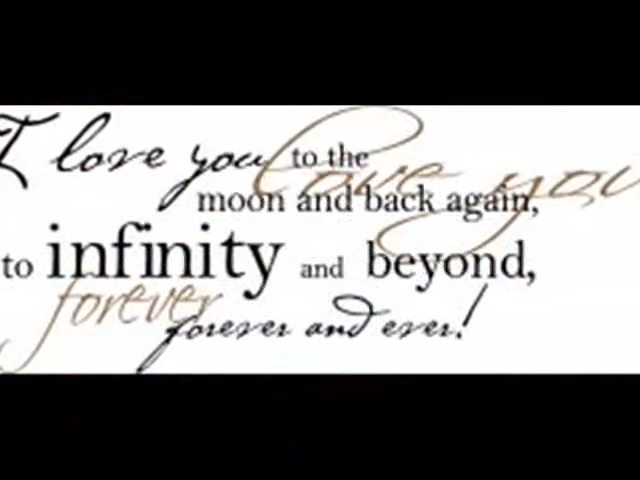 I love you to the
love you
moon and back again,
to infinity and beyond,
forever
forever and ever!